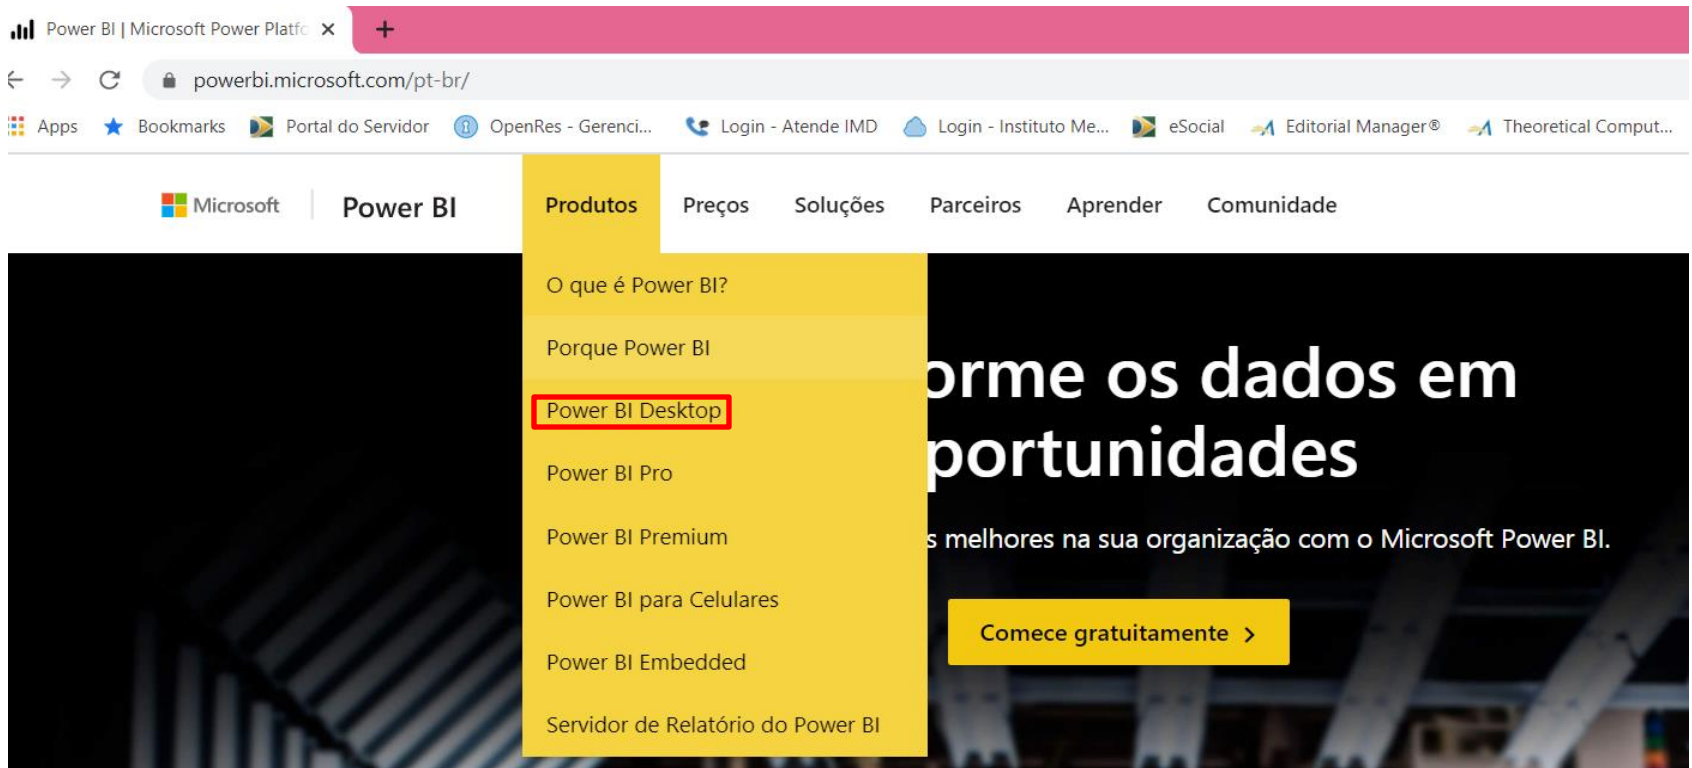 Power BI | Microsoft Power Platfo
powerbi.microsoft.com/pt-br/
Apps Bookmarks Portal do Servidor OpenRes - Gerenci... Login - Atende IMD Login - Instituto Me... eSocial Editorial Manager® Theoretical Comput...
Microsoft Power BI Produtos Preços Soluções Parceiros Aprender Comunidade
O que é Power BI?
Porque Power BI
Power BI Desktop
Power BI Pro
Power BI Premium
Power BI para Celulares
Power BI Embedded
Servidor de Relatório do Power BI
orme os dados em
portunidades
s melhores na sua organização com o Microsoft Power BI.
Comece gratuitamente >